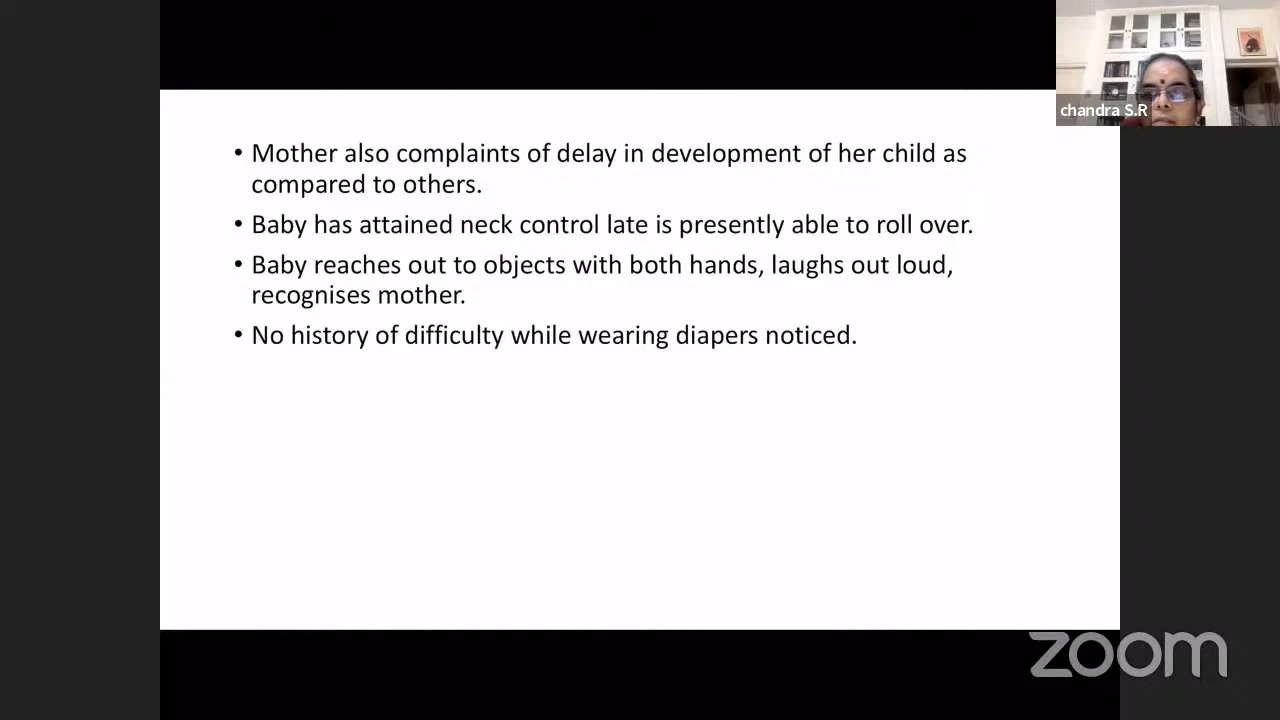 chandra S.R
• Mother also complaints of delay in development of her child as
compared to others.
• Baby has attained neck control late is presently able to roll over.
• Baby reaches out to objects with both hands, laughs out loud,
recognises mother.
• No history of difficulty while wearing diapers noticed.
zoom